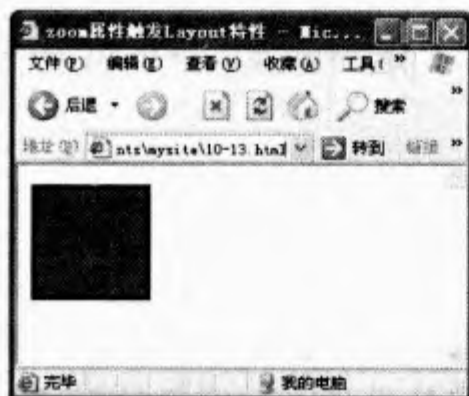 zoom属性触发Layout特性 - Mic...
文件(F) 编辑(E) 查看(V) 收藏(A) 工具( »
后退 搜索 »
地址(D) nts\mysite\10-13.html 转到 链接 »
完毕 我的电脑